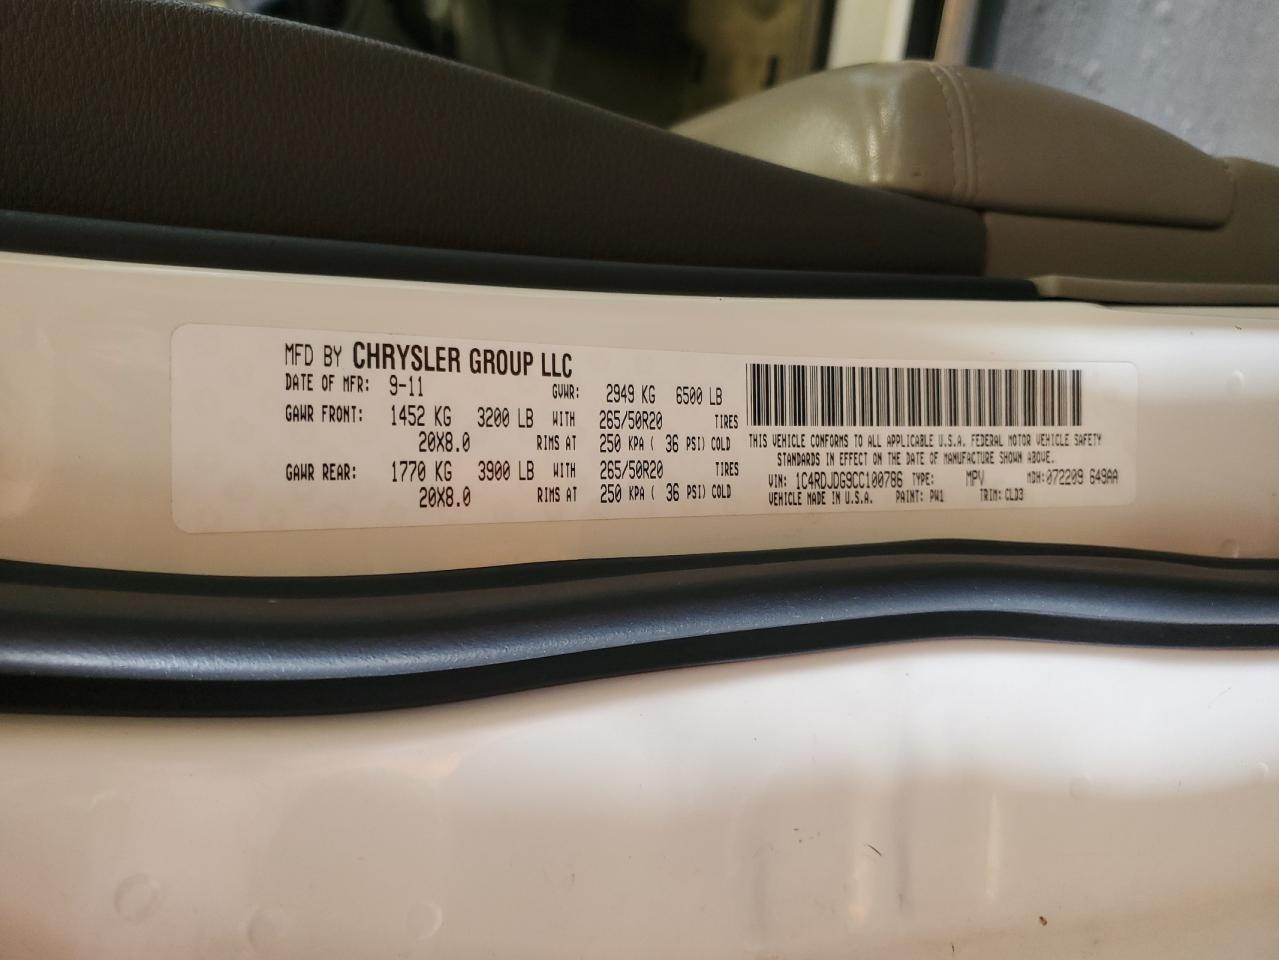 MFD BY CHRYSLER GROUP LLC
DATE OF MFR: 9-11 GVWR: 2949 KG 6500 LB
GAWR FRONT: 1452 KG 3200 LB WITH 265/50R20 TIRES
20X8.0 RIMS AT 250 KPA ( 36 PSI) COLD
GAWR REAR: 1770 KG 3900 LB WITH 265/50R20 TIRES
20X8.0 RIMS AT 250 KPA ( 36 PSI) COLD
THIS VEHICLE CONFORMS TO ALL APPLICABLE U.S.A. FEDERAL MOTOR VEHICLE SAFETY
STANDARDS IN EFFECT ON THE DATE OF MANUFACTURE SHOWN ABOVE.
VIN: 1C4RDJDG9CC100786 TYPE: MPV MDH: 072209 649AA
VEHICLE MADE IN U.S.A. PAINT: PW1 TRIM: CLD3